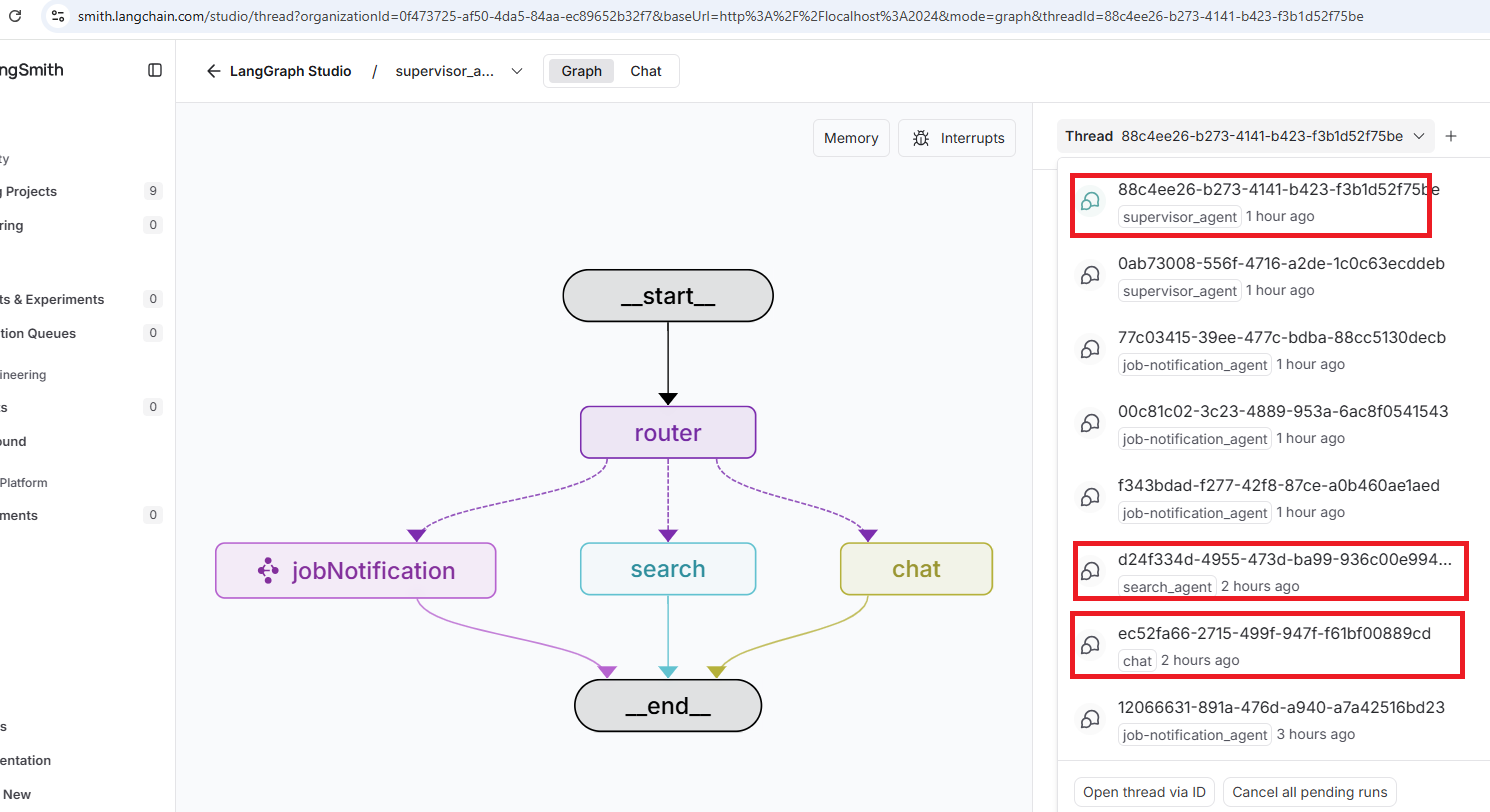 smith.langchain.com/studio/thread?organizationId=0f473725-af50-4da5-84aa-ec89652b32f7&baseUrl=http%3A%2F%2Flocalhost%3A2024&mode=graph&threadId=88c4ee26-b273-4141-b423-f3b1d52f75be
ngSmith
LangGraph Studio / supervisor_a...
Graph Chat
Memory
Interrupts
Thread 88c4ee26-b273-4141-b423-f3b1d52f75be
ty
g Projects 9
ring 0
ts & Experiments 0
tion Queues 0
ineering
ts 0
ound
Platform
ments 0
s
entation
New
__start__
router
jobNotification
search
chat
__end__
88c4ee26-b273-4141-b423-f3b1d52f75be
supervisor_agent 1 hour ago
0ab73008-556f-4716-a2de-1c0c63ecddeb
supervisor_agent 1 hour ago
77c03415-39ee-477c-bdba-88cc5130decb
job-notification_agent 1 hour ago
00c81c02-3c23-4889-953a-6ac8f0541543
job-notification_agent 1 hour ago
f343bdad-f277-42f8-87ce-a0b460ae1aed
job-notification_agent 1 hour ago
d24f334d-4955-473d-ba99-936c00e994...
search_agent 2 hours ago
ec52fa66-2715-499f-947f-f61bf00889cd
chat 2 hours ago
12066631-891a-476d-a940-a7a42516bd23
job-notification_agent 3 hours ago
Open thread via ID
Cancel all pending runs